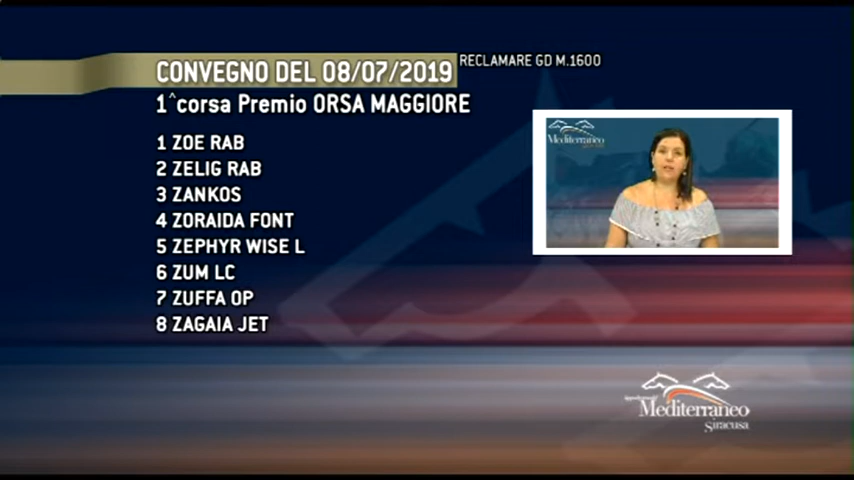 CONVEGNO DEL 08/07/2019
RECLAMARE GD M.1600
1^corsa Premio ORSA MAGGIORE
1 ZOE RAB
2 ZELIG RAB
3 ZANKOS
4 ZORAIDA FONT
5 ZEPHYR WISE L
6 ZUM LC
7 ZUFFA OP
8 ZAGAIA JET
Mediterraneo
Mediterraneo
Siracusa